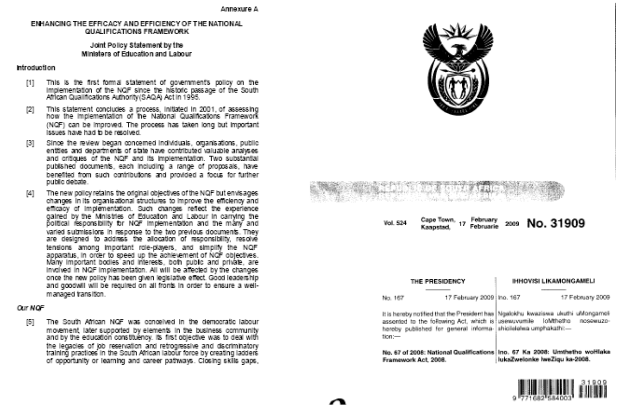 Annexure A
ENHANCING THE EFFICACY AND EFFICIENCY OF THE NATIONAL
QUALIFICATIONS FRAMEWORK
Joint Policy Statement by the
Ministers of Education and Labour
Introduction
[1] This is the first formal statement of government's policy on the
implementation of the NQF since the historic passage of the South
African Qualifications Authority (SAQA) Act in 1995.
[2] This statement concludes a process, initiated in 2001, of assessing
how the implementation of the National Qualifications Framework
(NQF) can be improved. The process has taken long but important
issues have had to be resolved.
[3] Since the review began concerned individuals, organisations, public
entities and departments of state have contributed valuable analyses
and critiques of the NQF and its implementation. Two substantial
published documents, each including a range of proposals, have
benefited from such contributions and provided a focus for further
public debate.
[4] The new policy retains the original objectives of the NQF but envisages
changes in its organisational structures to improve the efficiency and
efficacy of implementation. Such changes reflect the experience
gained by the Ministries of Education and Labour in carrying the
political responsibility for NQF implementation and the many and
varied submissions in response to the two previous documents. They
are designed to address the allocation of responsibility, resolve
tensions among important role-players, and simplify the NQF
apparatus, in order to speed up the achievement of NQF objectives.
Many important bodies and interests, both public and private, are
involved in NQF implementation. All will be affected by the changes
once the new policy has been given legislative effect. Good leadership
and goodwill will be required on all fronts in order to ensure a well-
managed transition.
Our NQF
[5] The South African NQF was conceived in the democratic labour
movement, later supported by elements in the business community
and by the education constituency. Its first objective was to deal with
the legacies of job reservation and retrogressive and discriminatory
training practices in the South African labour force by creating ladders
of opportunity or learning and career pathways. Closing skills gaps,
REPUBLIC OF SOUTH AFRICA
Vol. 524 Cape Town, Kaapstad, 17 February Februarie 2009 No. 31909
THE PRESIDENCY
No. 167 17 February 2009
It is hereby notified that the President has
assented to the following Act, which is
hereby published for general informa-
tion:—
No. 67 of 2008: National Qualifications
Framework Act, 2008.
IHHOVISI LIKAMONGAMELI
Ino. 167 17 February 2009
Ngalokhu kwaziswa ukuthi uMongameli
Ino. 67 Ka 2008: Umthetho
ka-2008.
31909
9 771682 584003